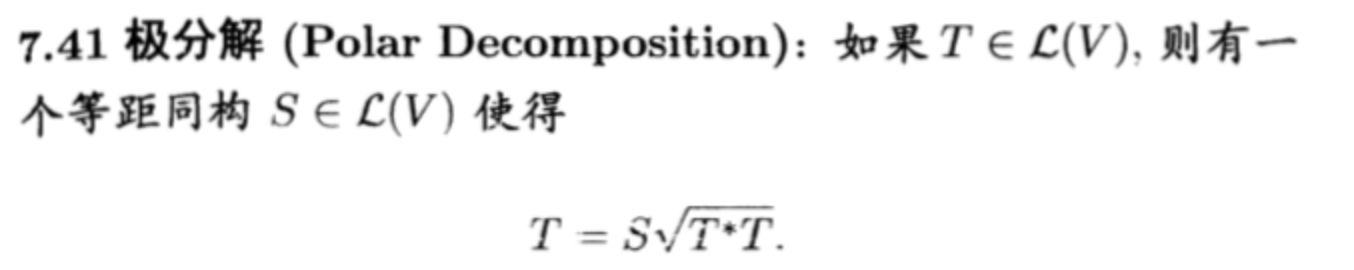 7.41 极分解 (Polar Decomposition): 如果 T ∈ ℒ(V), 则有一
个等距同构 S ∈ ℒ(V) 使得
T = S√(T*T).